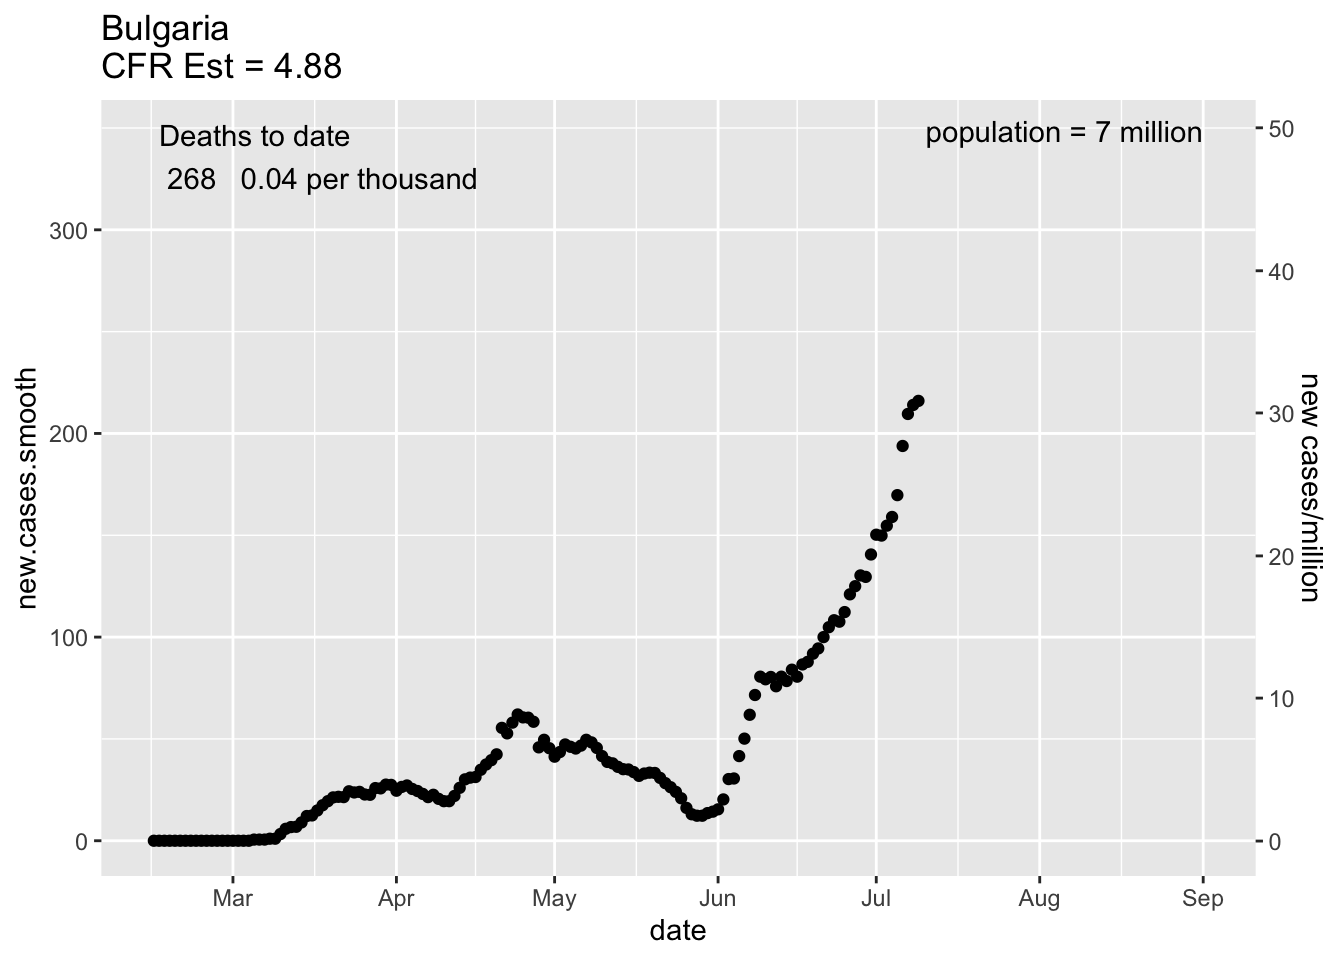 Bulgaria
CFR Est = 4.88
Deaths to date
268 0.04 per thousand
population = 7 million
new.cases.smooth
300
200
100
0
50
40
30
20
10
0
new cases/million
Mar Apr May Jun Jul Aug Sep
date